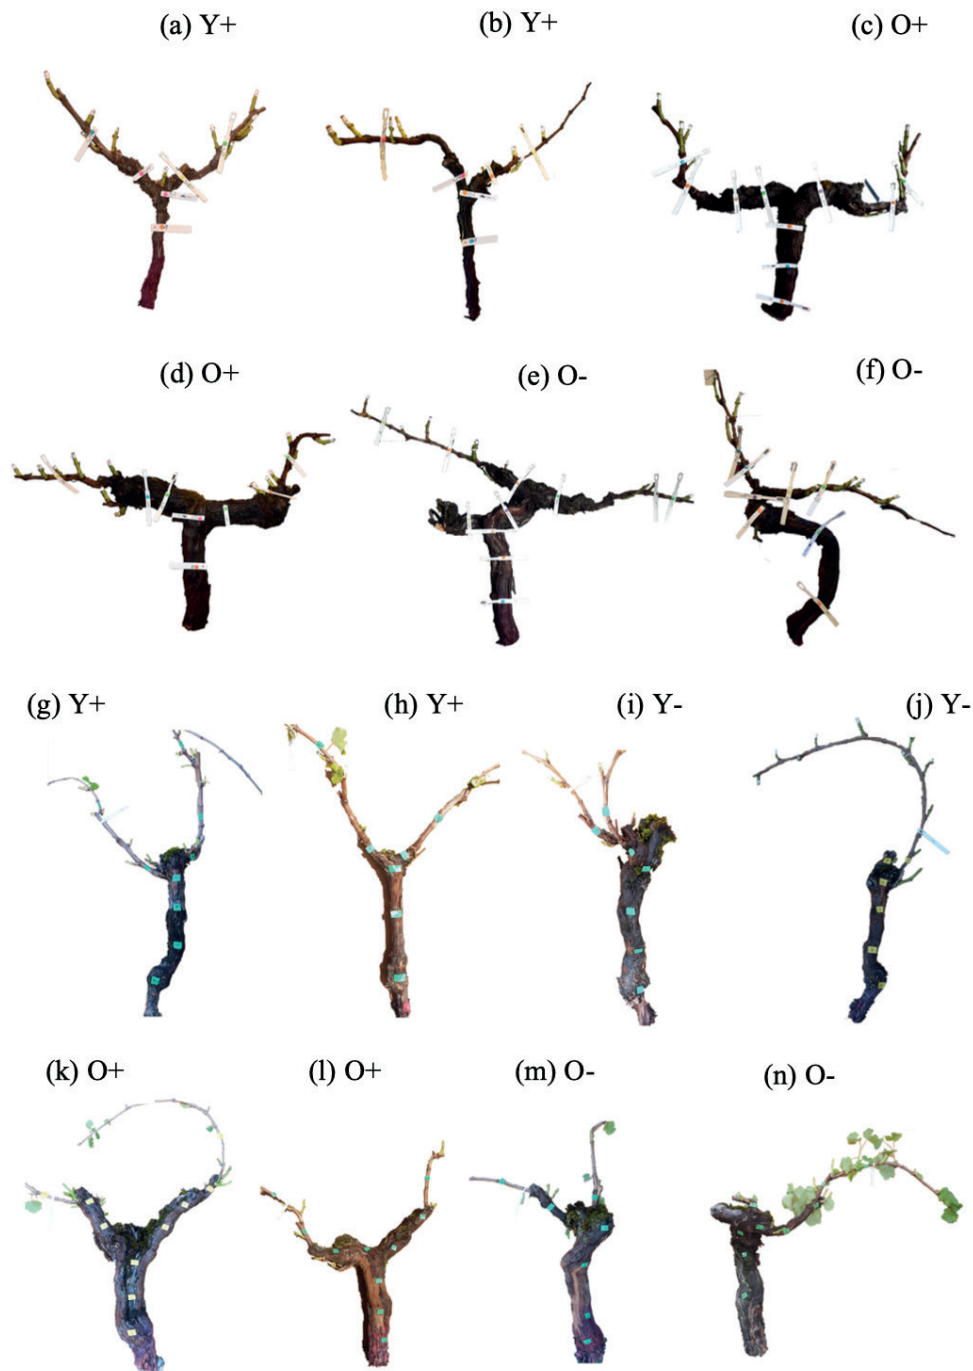 (a) Y+
(b) Y+
(c) O+
(d) O+
(e) O-
(f) O-
(g) Y+
(h) Y+
(i) Y-
(j) Y-
(k) O+
(l) O+
(m) O-
(n) O-